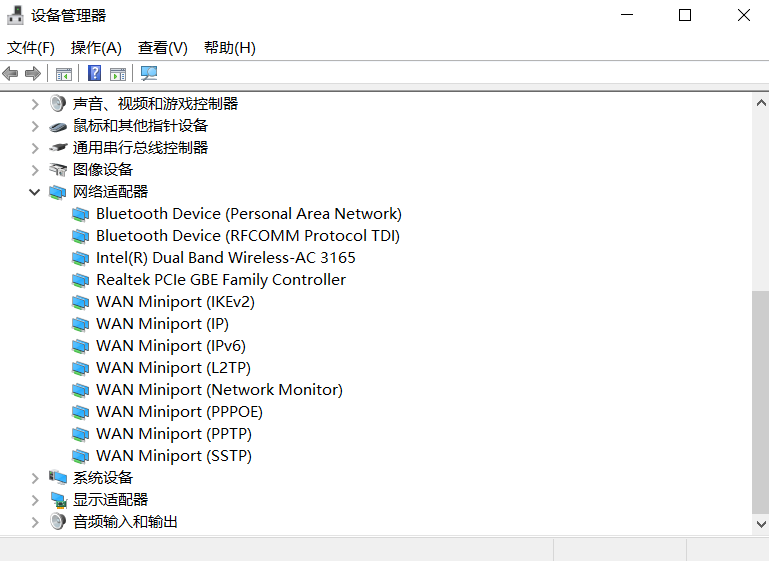 设备管理器
文件(F) 操作(A) 查看(V) 帮助(H)
声音、视频和游戏控制器
鼠标和其他指针设备
通用串行总线控制器
图像设备
网络适配器
Bluetooth Device (Personal Area Network)
Bluetooth Device (RFCOMM Protocol TDI)
Intel(R) Dual Band Wireless-AC 3165
Realtek PCIe GBE Family Controller
WAN Miniport (IKEv2)
WAN Miniport (IP)
WAN Miniport (IPv6)
WAN Miniport (L2TP)
WAN Miniport (Network Monitor)
WAN Miniport (PPPOE)
WAN Miniport (PPTP)
WAN Miniport (SSTP)
系统设备
显示适配器
音频输入和输出